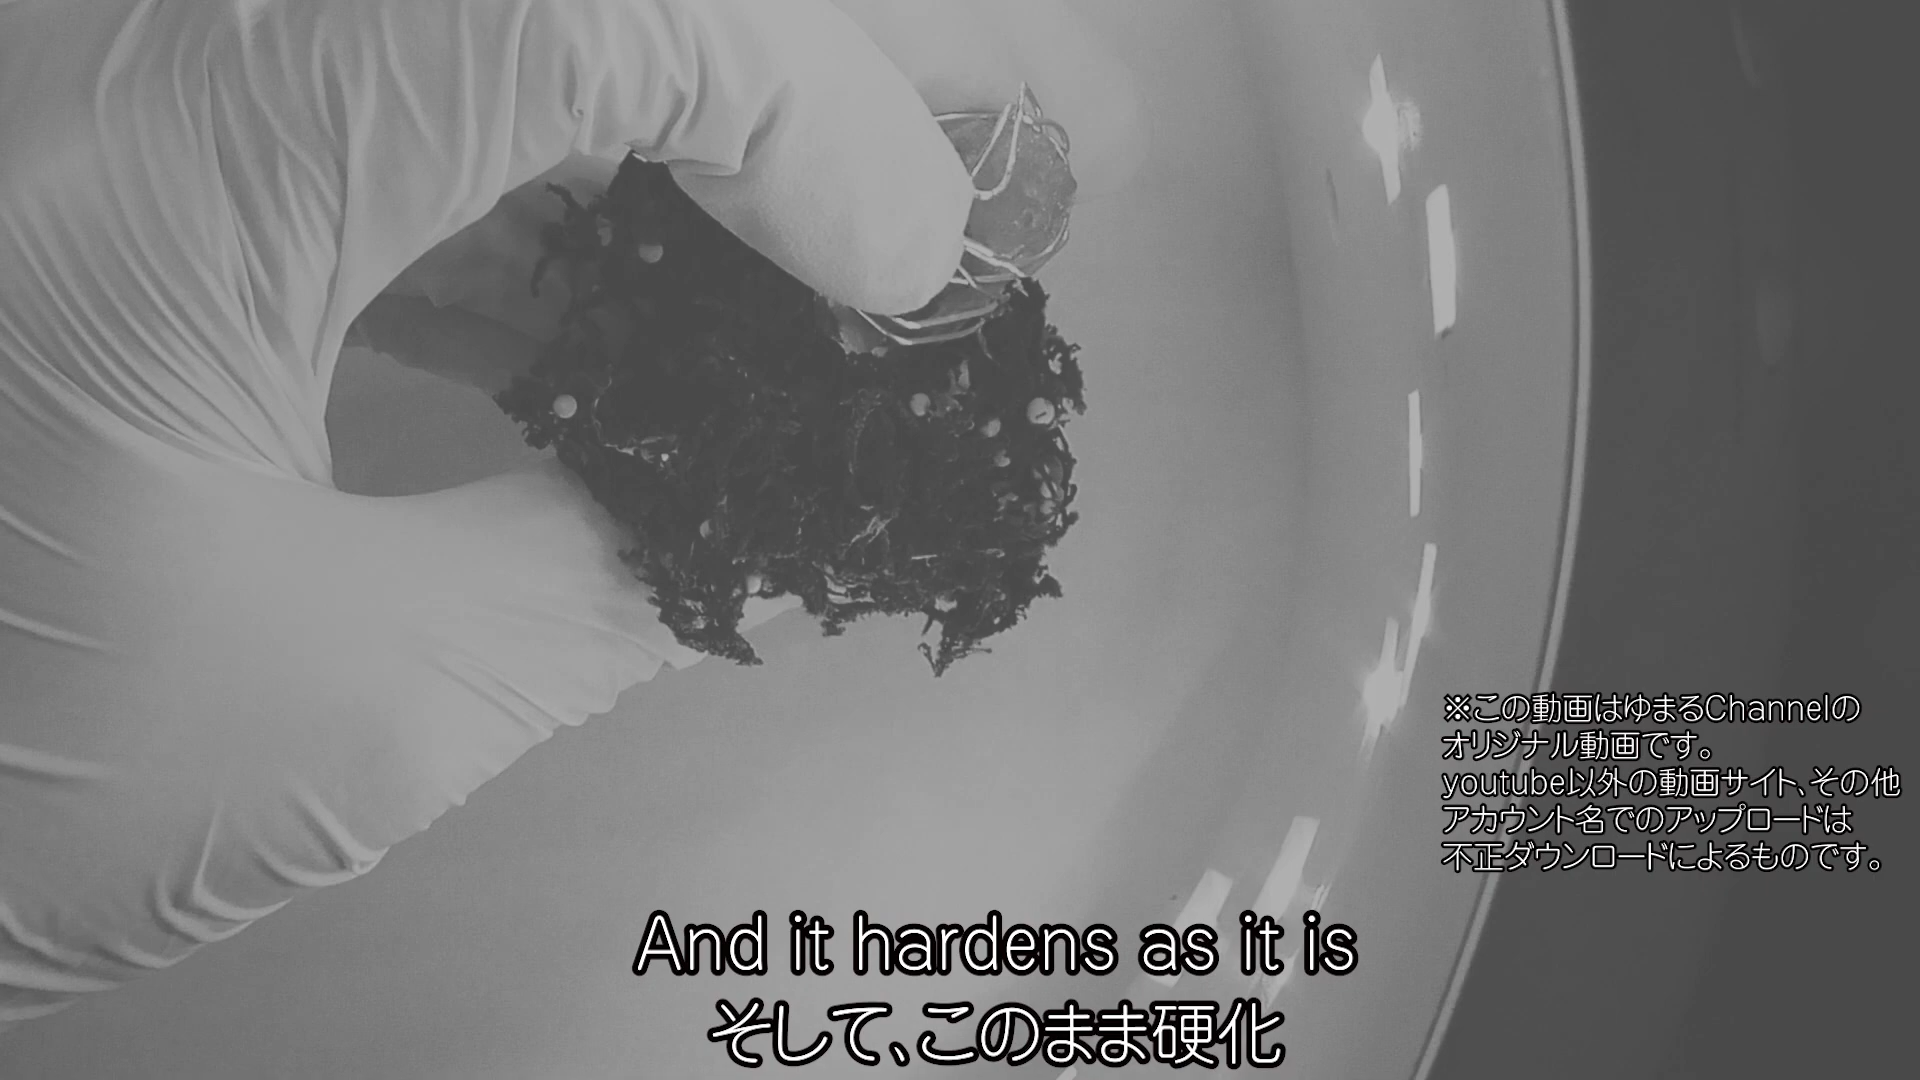 ※この動画はゆまるChannelの
オリジナル動画です。
youtube以外の動画サイト、その他
アカウント名でのアップロードは
不正ダウンロードによるものです。
And it hardens as it is
そして、このまま硬化